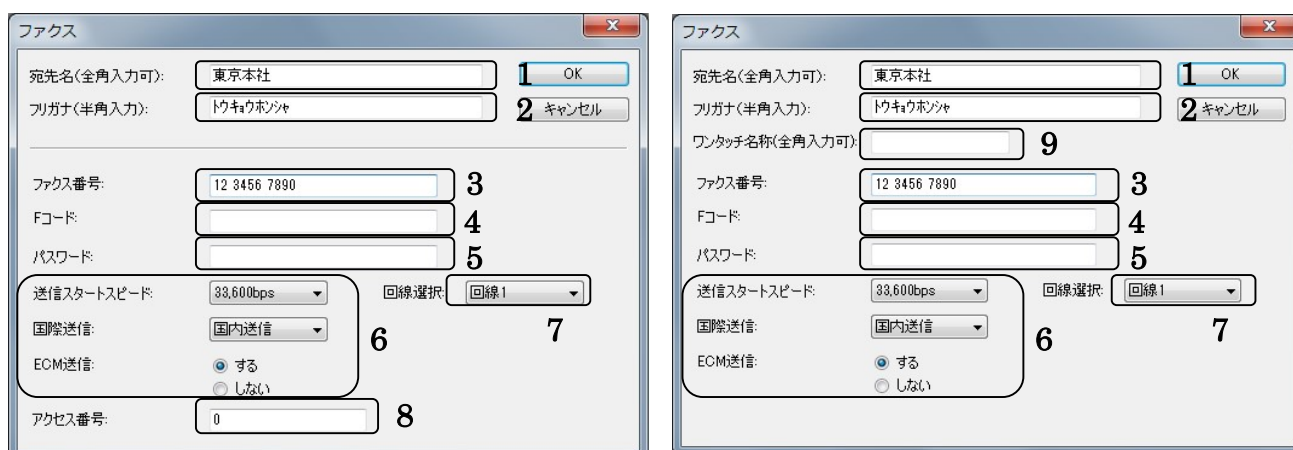 ファクス
宛先名(全角入力可): 東京本社 1 OK
フリガナ(半角入力): ﾄｳｷｮｳﾎﾝｼｬ 2 キャンセル
ファクス番号: 12 3456 7890 3
Fコード: 4
パスワード: 5
送信スタートスピード: 33,600bps 回線選択: 回線1
7
国際送信: 国内送信 6
ECM送信: する
しない
アクセス番号: 0 8
ファクス
宛先名(全角入力可): 東京本社 1 OK
フリガナ(半角入力): ﾄｳｷｮｳﾎﾝｼｬ 2 キャンセル
ワンタッチ名称(全角入力可): 9
ファクス番号: 12 3456 7890 3
Fコード: 4
パスワード: 5
送信スタートスピード: 33,600bps 回線選択: 回線1
7
国際送信: 国内送信 6
ECM送信: する
しない